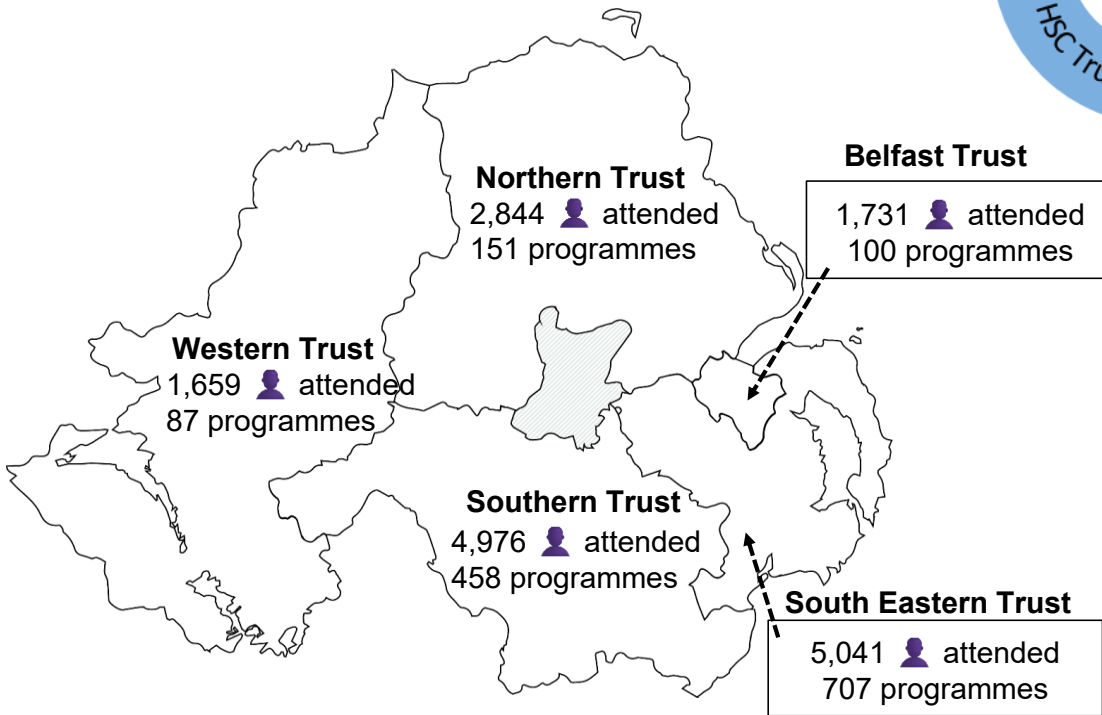 HSC
Northern Trust
2,844 attended
151 programmes
Belfast Trust
1,731 attended
100 programmes
Western Trust
1,659 attended
87 programmes
Southern Trust
4,976 attended
458 programmes
South Eastern Trust
5,041 attended
707 programmes